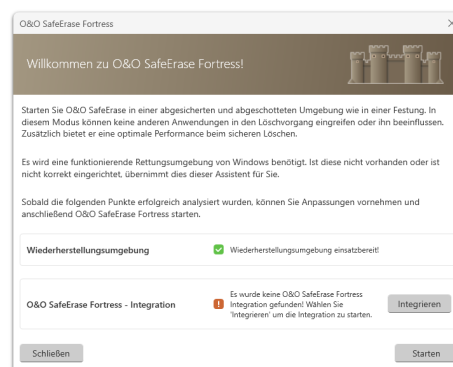 O&O SafeErase Fortress
Willkommen zu O&O SafeErase Fortress!
Starten Sie O&O SafeErase in einer abgesicherten und abgeschotteten Umgebung wie in einer Festung. In
diesem Modus können keine anderen Anwendungen in den Löschvorgang eingreifen oder ihn beeinflussen.
Zusätzlich bietet er eine optimale Performance beim sicheren Löschen.
Es wird eine funktionierende Rettungsumgebung von Windows benötigt. Ist diese nicht vorhanden oder ist
nicht korrekt eingerichtet, übernimmt dies dieser Assistent für Sie.
Sobald die folgenden Punkte erfolgreich analysiert wurden, können Sie Anpassungen vornehmen und
anschließend O&O SafeErase Fortress starten.
Wiederherstellungsumgebung
Wiederherstellungsumgebung einsatzbereit!
O&O SafeErase Fortress - Integration
Es wurde keine O&O SafeErase Fortress
Integration gefunden! Wählen Sie
'Integrieren' um die Integration zu starten.
Integrieren
Schließen
Starten